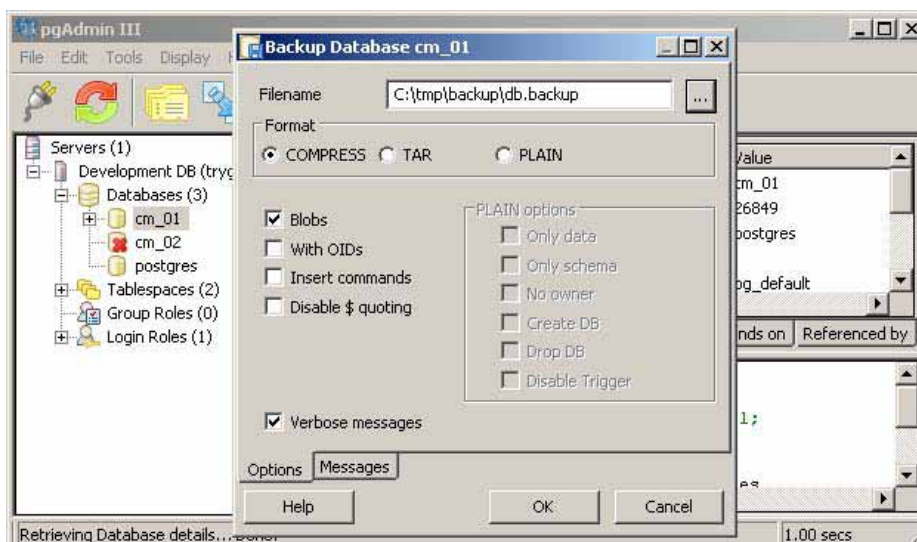 pgAdmin III
File Edit Tools Display
Backup Database cm_01
Filename C:\tmp\backup\db.backup ...
Format
COMPRESS TAR PLAIN
Servers (1)
Development DB (tryg
Databases (3)
cm_01
cm_02
postgres
Tablespaces (2)
Group Roles (0)
Login Roles (1)
Blobs
With OIDs
Insert commands
Disable $ quoting
PLAIN options
Only data
Only schema
No owner
Create DB
Drop DB
Disable Trigger
Verbose messages
Options Messages
Help OK Cancel
Value
cm_01
26849
postgres
pg_default
nds on Referenced by
1;
Retrieving Database details...
1.00 secs